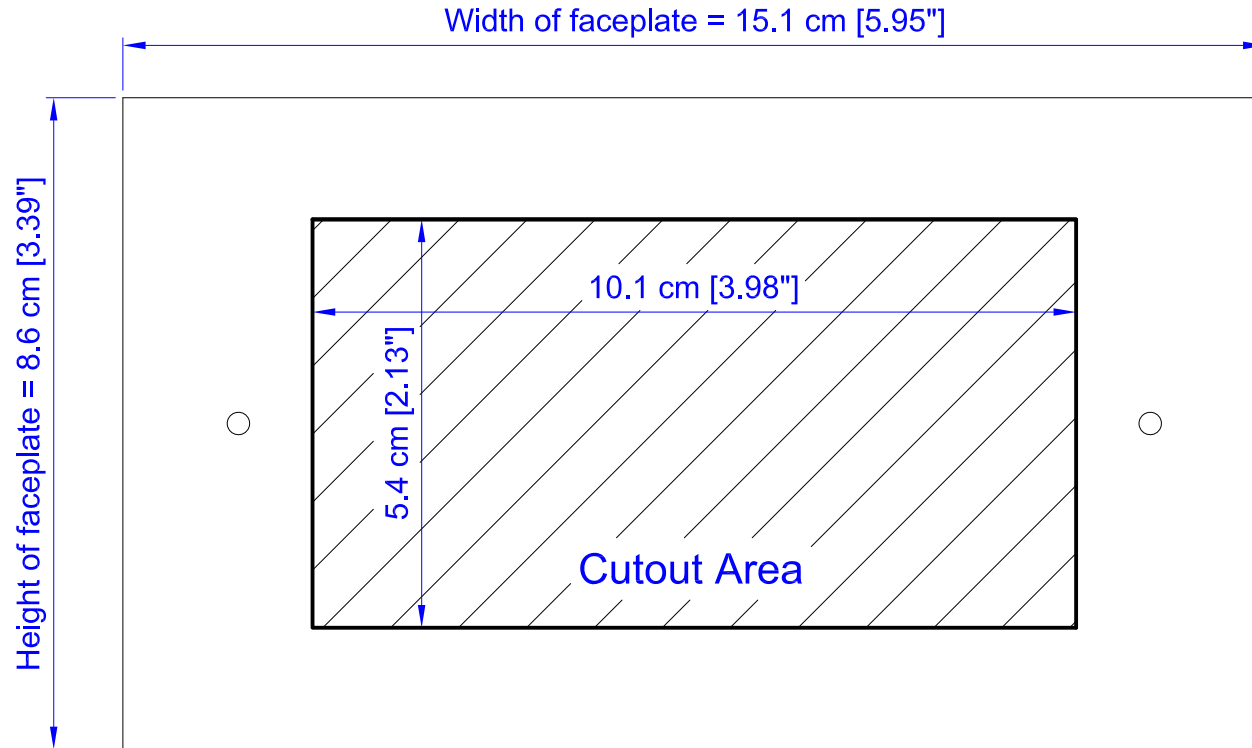 Width of faceplate = 15.1 cm [5.95"]
Height of faceplate = 8.6 cm [3.39"]
10.1 cm [3.98"]
5.4 cm [2.13"]
Cutout Area